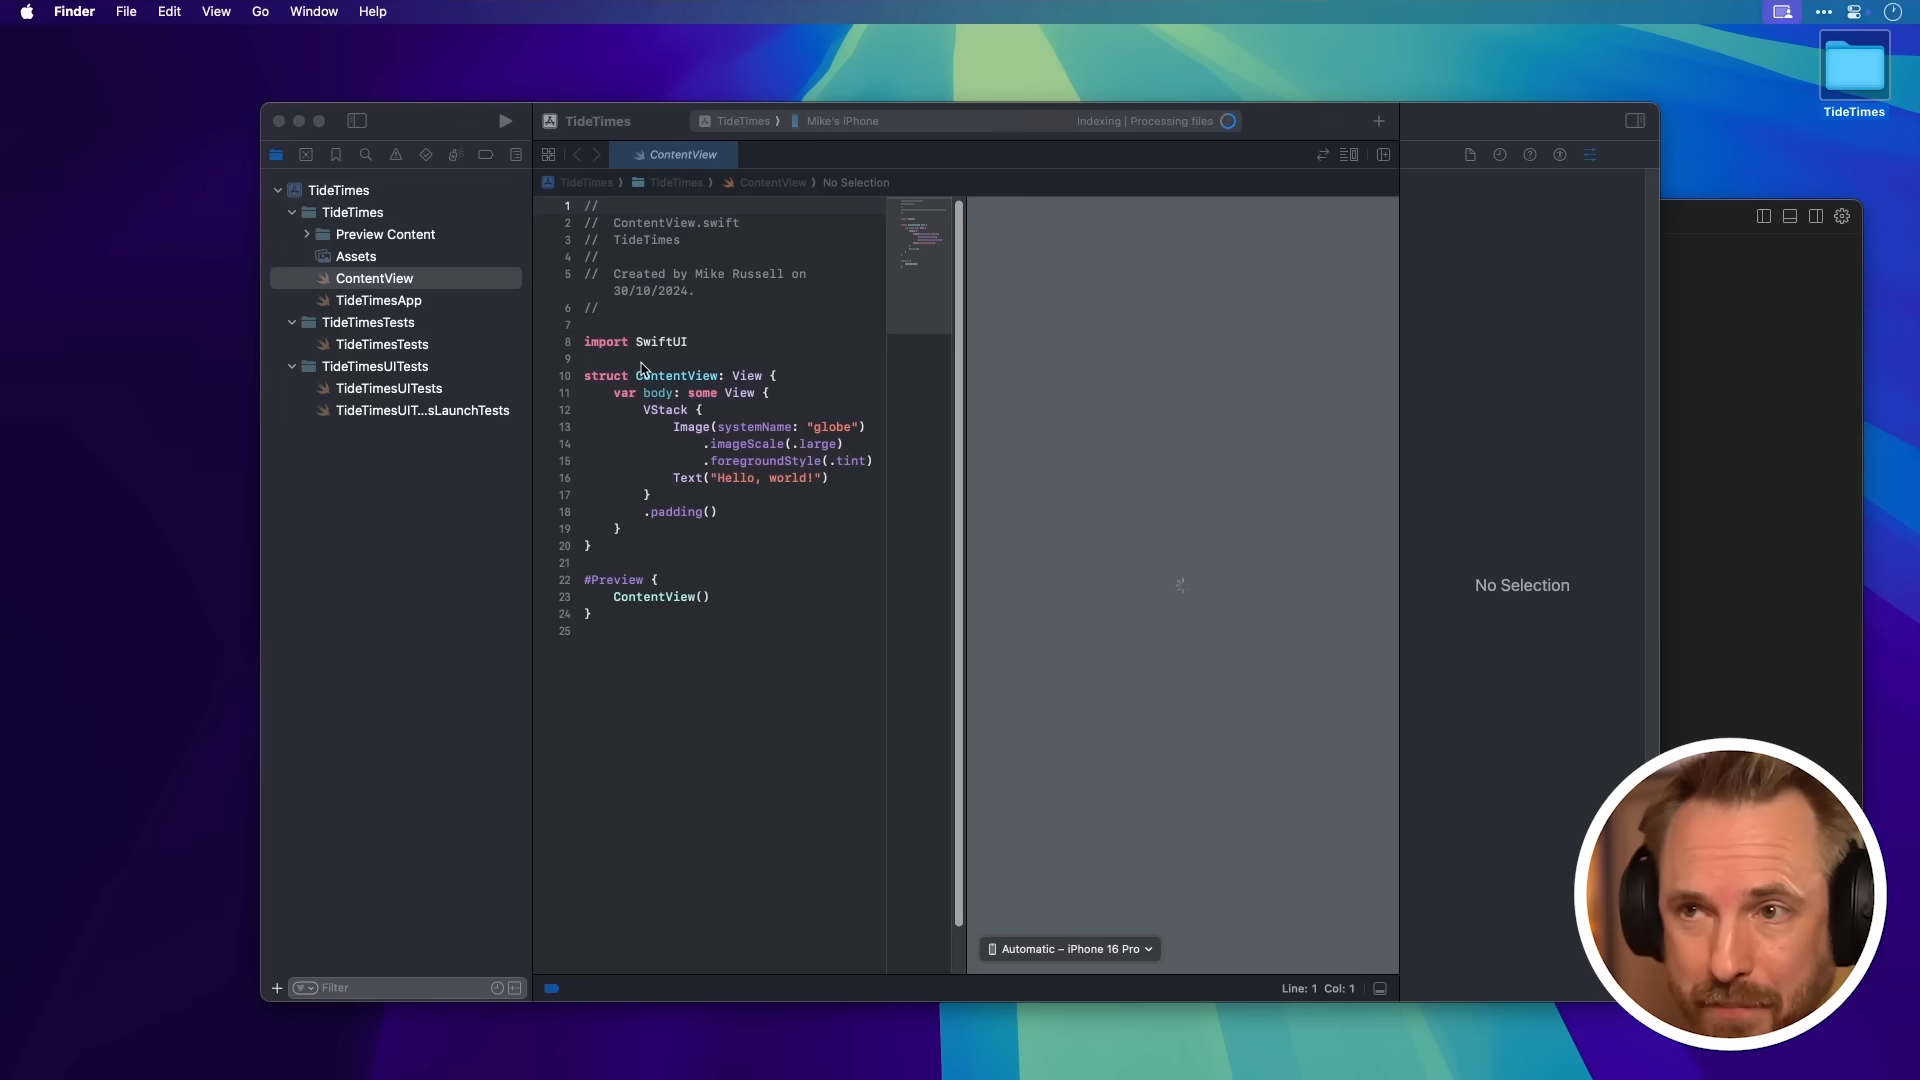 Finder File Edit View Go Window Help
TideTimes
TideTimes
TideTimes
Preview Content
Assets
ContentView
TideTimesApp
TideTimesTests
TideTimesTests
TideTimesUITests
TideTimesUITests
TideTimesUIT...sLaunchTests
Filter
TideTimes
TideTimes 〉 Mike's iPhone Indexing | Processing files
ContentView
TideTimes 〉 TideTimes 〉 ContentView 〉 No Selection
1 //
2 // ContentView.swift
3 // TideTimes
4 //
5 // Created by Mike Russell on
30/10/2024.
6 //
7
8 import SwiftUI
9
10 struct ContentView: View {
11 var body: some View {
12 VStack {
13 Image(systemName: "globe")
14 .imageScale(.large)
15 .foregroundStyle(.tint)
16 Text("Hello, world!")
17 }
18 .padding()
19 }
20 }
21
22 #Preview {
23 ContentView()
24 }
25
Automatic – iPhone 16 Pro
Line: 1 Col: 1
No Selection